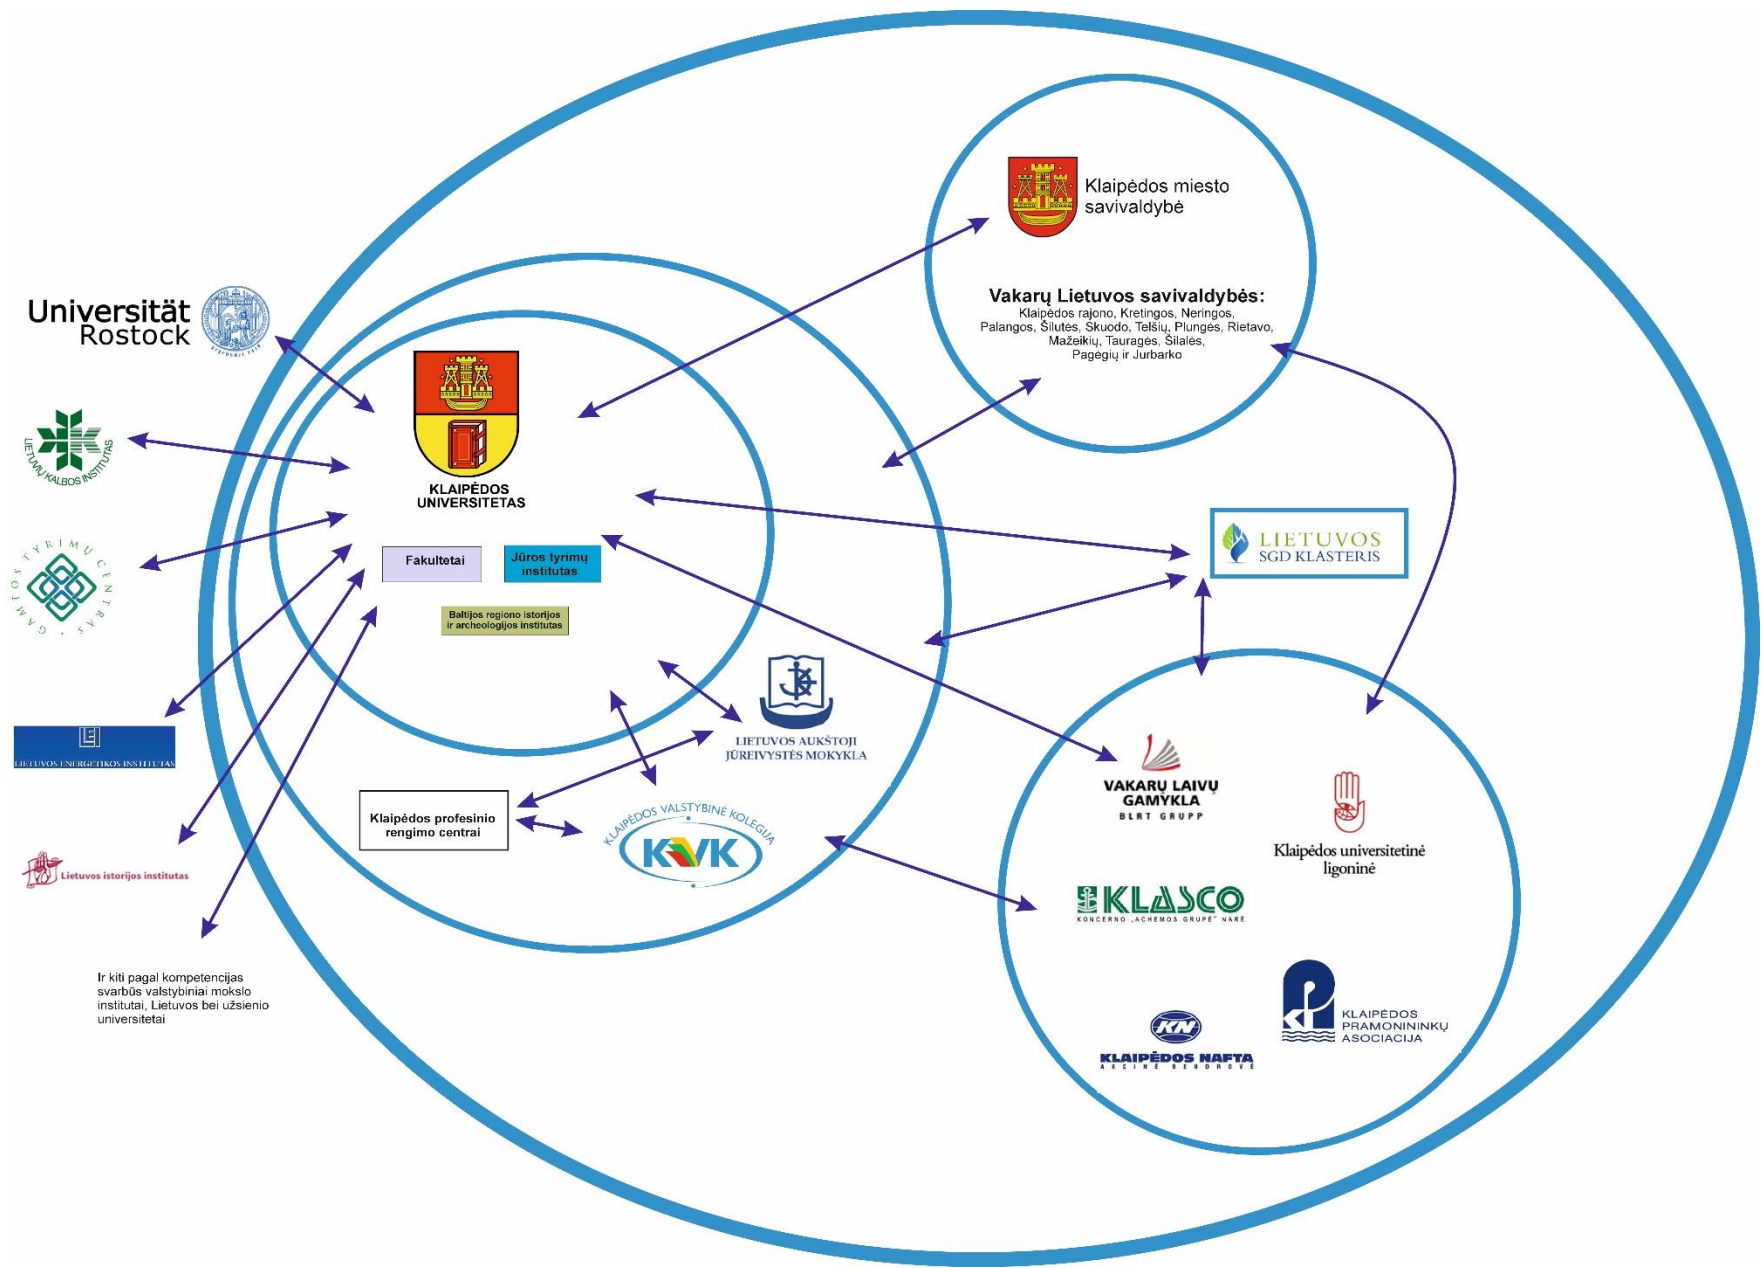 Klaipėdos miesto
savivaldybė
Vakarų Lietuvos savivaldybės:
Klaipėdos rajono, Kretingos, Neringos,
Palangos, Šilutės, Skuodo, Telšių, Plungės, Rietavo,
Mažeikių, Tauragės, Šilalės,
Pagėgių ir Jurbarko
Universität
Rostock
LIETUVIŲ KALBOS INSTITUTAS
GAMTOS TYRIMŲ CENTRAS
LEI
LIETUVOS ENERGETIKOS INSTITUTAS
Lietuvos istorijos institutas
Ir kiti pagal kompetencijas
svarbūs valstybiniai mokslo
institutai, Lietuvos bei užsienio
universitetai
KLAIPĖDOS
UNIVERSITETAS
Fakultetai
Jūros tyrimų
institutas
Baltijos regiono istorijos
ir archeologijos institutas
LIETUVOS AUKŠTOJI
JŪREIVYSTĖS MOKYKLA
Klaipėdos profesinio
rengimo centrai
KLAIPĖDOS VALSTYBINĖ KOLEGIJA
KVK
LIETUVOS
SGD KLASTERIS
VAKARŲ LAIVŲ
GAMYKLA
BLRT GRUPP
Klaipėdos universitetinė
ligoninė
KLASCO
KONCERNO „ACHEMOS GRUPĖ" NARĖ
KN
KLAIPĖDOS NAFTA
AKCINĖ BENDROVĖ
KLAIPĖDOS
PRAMONININKŲ
ASOCIACIJA